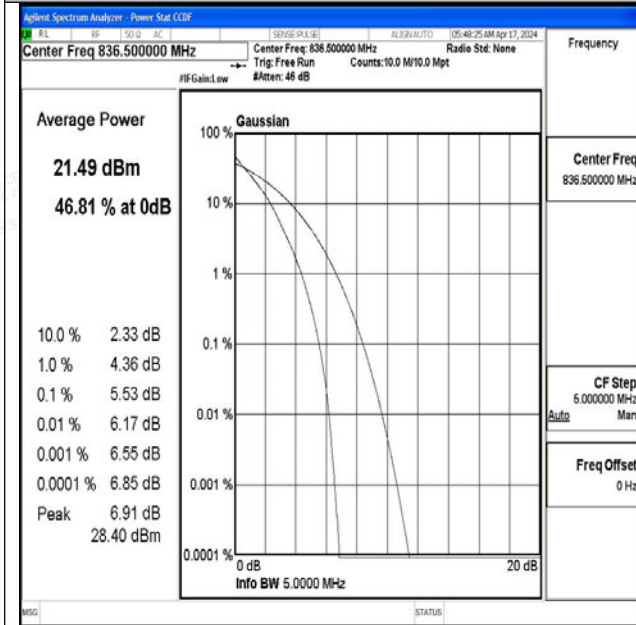 Agilent Spectrum Analyzer - Power Stat CCDF
RL RF 50 Ω AC SENSE:PULSE ALIGN AUTO 05:48:25 AM Apr 17, 2024
Center Freq 836.500000 MHz
Center Freq: 836.500000 MHz Radio Std: None
Trig: Free Run Counts:10.0 M/10.0 Mpt
#IFGain:Low #Atten: 46 dB
Frequency
Average Power
21.49 dBm
46.81 % at 0dB
10.0 % 2.33 dB
1.0 % 4.36 dB
0.1 % 5.53 dB
0.01 % 6.17 dB
0.001 % 6.55 dB
0.0001 % 6.85 dB
Peak 6.91 dB
28.40 dBm
Gaussian
100 %
10 %
1 %
0.1 %
0.01 %
0.001 %
0.0001 %
0 dB 20 dB
Info BW 5.0000 MHz
Center Freq
836.500000 MHz
CF Step
5.000000 MHz
Auto Man
Freq Offset
0 Hz
MSG STATUS